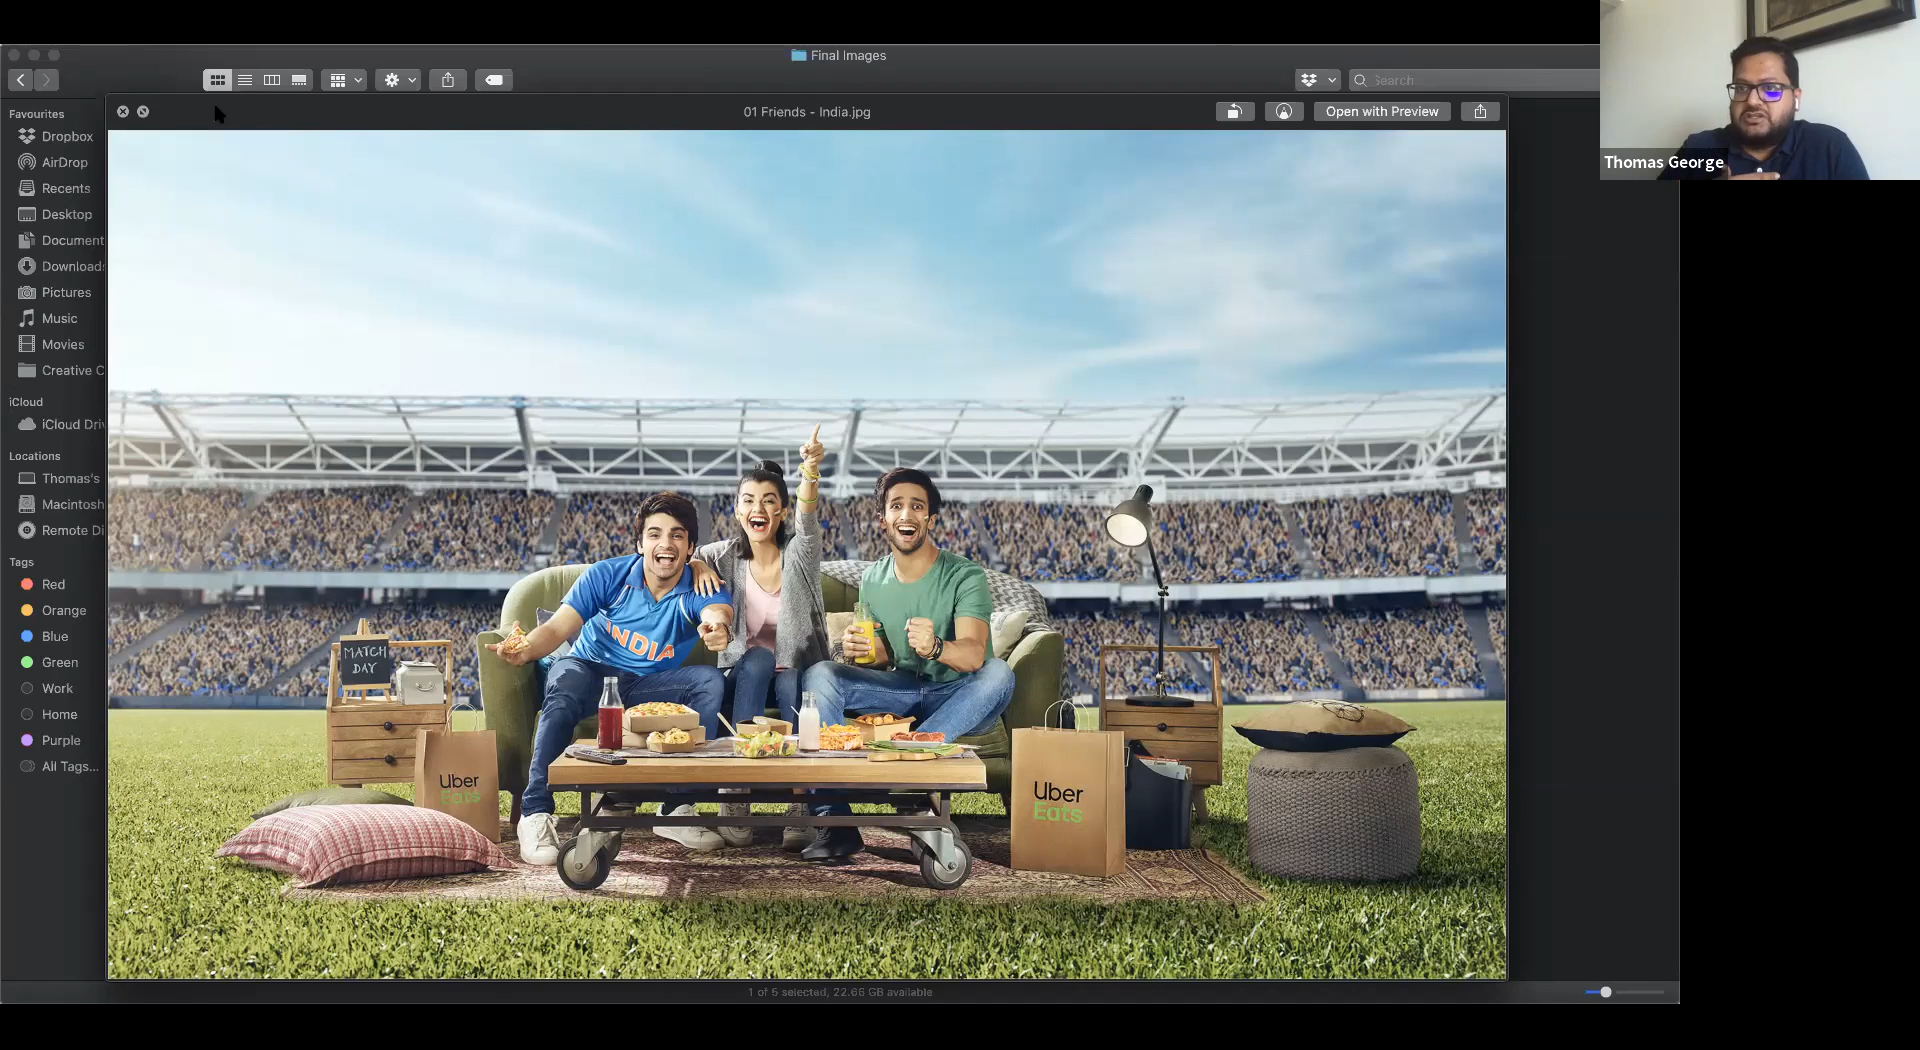 Final Images
Search
01 Friends - India.jpg
Open with Preview
Thomas George
Favourites
Dropbox
AirDrop
Recents
Desktop
Document
Downloads
Pictures
Music
Movies
Creative C
iCloud
iCloud Driv
Locations
Thomas's
Macintosh
Remote Di
Tags
Red
Orange
Blue
Green
Work
Home
Purple
All Tags...
INDIA
MATCH
DAY
Uber
Eats
Uber
Eats
1 of 5 selected, 22.66 GB available